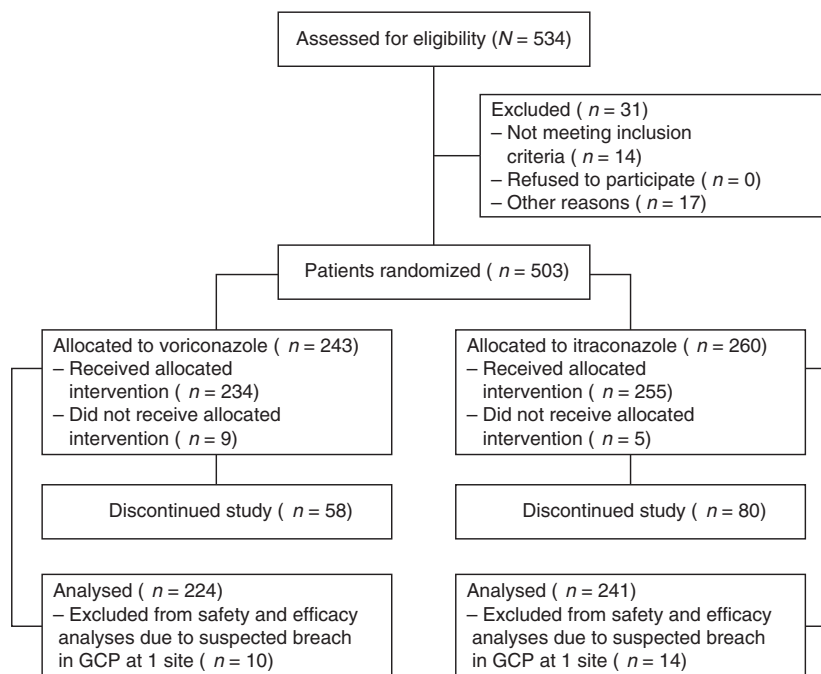 Assessed for eligibility (N = 534)
Excluded ( n = 31)
– Not meeting inclusion
criteria ( n = 14)
– Refused to participate ( n = 0)
– Other reasons ( n = 17)
Patients randomized ( n = 503)
Allocated to voriconazole ( n = 243)
– Received allocated
intervention ( n = 234)
– Did not receive allocated
intervention ( n = 9)
Allocated to itraconazole ( n = 260)
– Received allocated
intervention ( n = 255)
– Did not receive allocated
intervention ( n = 5)
Discontinued study ( n = 58)
Discontinued study ( n = 80)
Analysed ( n = 224)
– Excluded from safety and efficacy
analyses due to suspected breach
in GCP at 1 site ( n = 10)
Analysed ( n = 241)
– Excluded from safety and efficacy
analyses due to suspected breach
in GCP at 1 site ( n = 14)